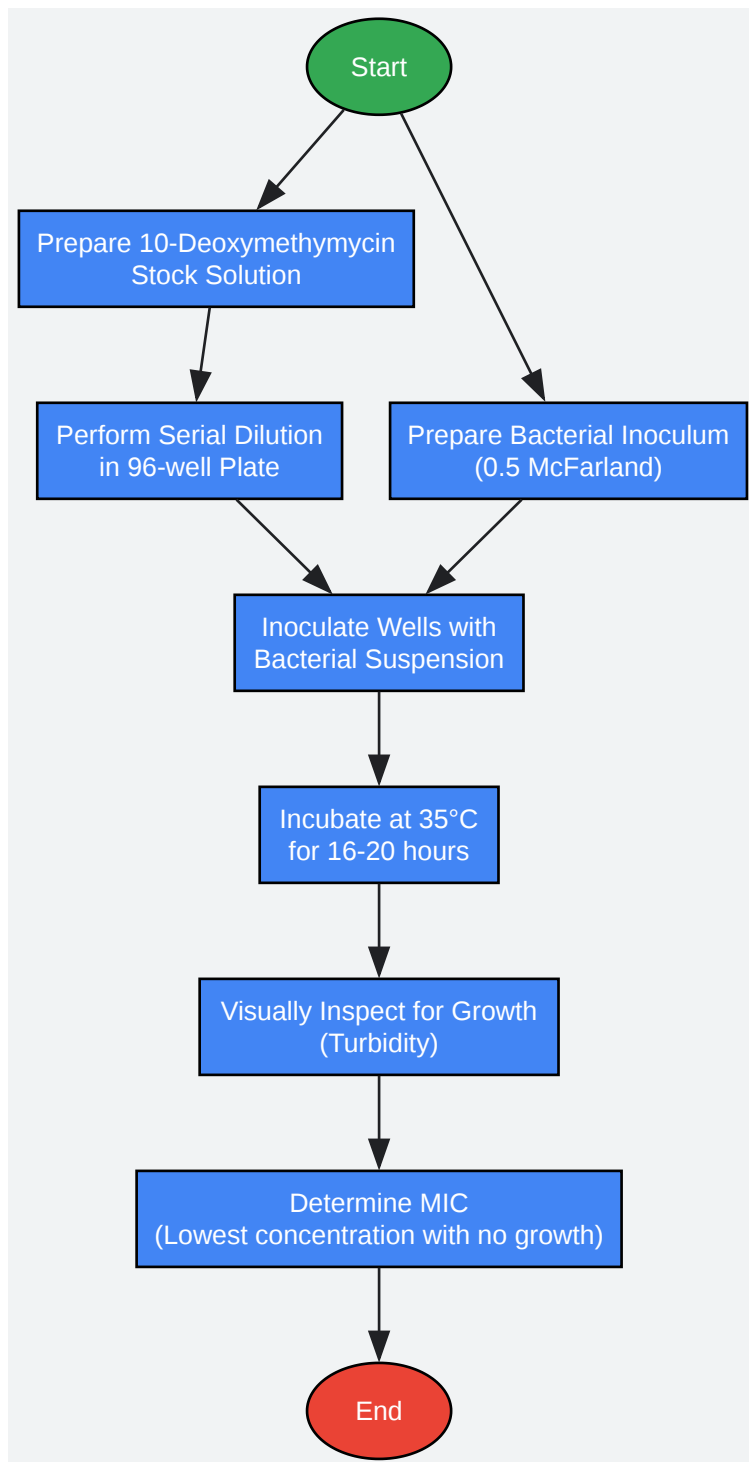 Start
Prepare 10-Deoxymethymycin
Stock Solution
Perform Serial Dilution
in 96-well Plate
Prepare Bacterial Inoculum
(0.5 McFarland)
Inoculate Wells with
Bacterial Suspension
Incubate at 35°C
for 16-20 hours
Visually Inspect for Growth
(Turbidity)
Determine MIC
(Lowest concentration with no growth)
End